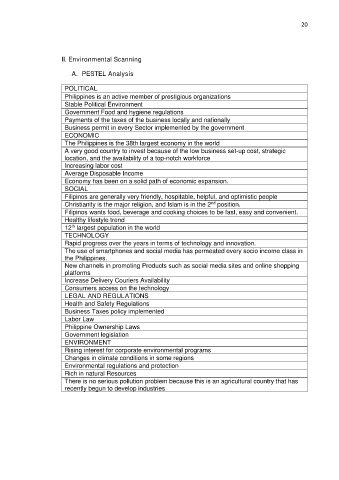 20
II. Environmental Scanning
A. PESTEL Analysis
POLITICAL
Philippines is an active member of prestigious organizations
Stable Political Environment
Government Food and hygiene regulations
Payments of the taxes of the business locally and nationally
Business permit in every Sector implemented by the government
ECONOMIC
The Philippines is the 38th largest economy in the world
A very good country to invest because of the low business set-up cost, strategic
location, and the availability of a top-notch workforce
Increasing labor cost
Average Disposable Income
Economy has been on a solid path of economic expansion.
SOCIAL
Filipinos are generally very friendly, hospitable, helpful, and optimistic people
Christianity is the major religion, and Islam is in the 2nd position.
Filipinos wants food, beverage and cooking choices to be fast, easy and convenient.
Healthy lifestyle trend
12th largest population in the world
TECHNOLOGY
Rapid progress over the years in terms of technology and innovation.
The use of smartphones and social media has permeated every socio income class in
the Philippines.
New channels in promoting Products such as social media sites and online shopping
platforms
Increase Delivery Couriers Availability
Consumers access on the technology
LEGAL AND REGULATIONS
Health and Safety Regulations
Business Taxes policy implemented
Labor Law
Philippine Ownership Laws
Government legislation
ENVIRONMENT
Rising interest for corporate environmental programs
Changes in climate conditions in some regions
Environmental regulations and protection
Rich in natural Resources
There is no serious pollution problem because this is an agricultural country that has
recently begun to develop industries